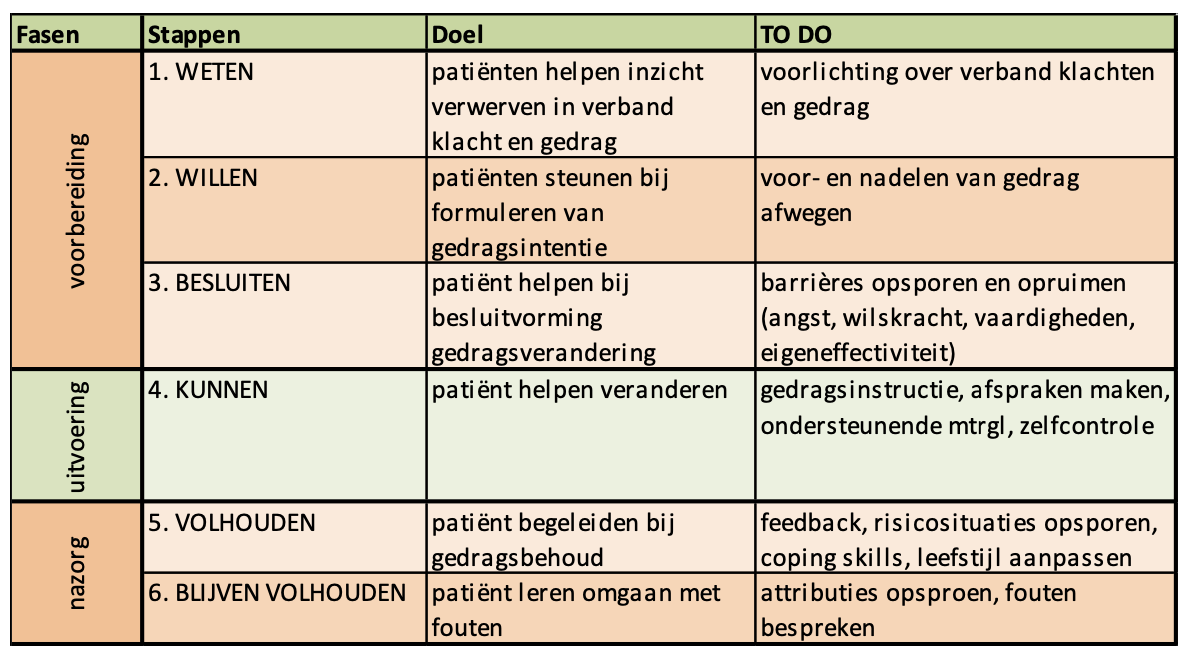 Fasen Stappen Doel TO DO
voorbereiding
1. WETEN
patiënten helpen inzicht
verwerven in verband
klacht en gedrag
voorlichting over verband klachten
en gedrag
2. WILLEN
patiënten steunen bij
formuleren van
gedragsintentie
voor- en nadelen van gedrag
afwegen
3. BESLUITEN
patiënt helpen bij
besluitvorming
gedragsverandering
barrières opsporen en opruimen
(angst, wilskracht, vaardigheden,
eigeneffectiviteit)
uitvoering
4. KUNNEN
patiënt helpen veranderen
gedragsinstructie, afspraken maken,
ondersteunende mtrgl, zelfcontrole
nazorg
5. VOLHOUDEN
patiënt begeleiden bij
gedragsbehoud
feedback, risicosituaties opsporen,
coping skills, leefstijl aanpassen
6. BLIJVEN VOLHOUDEN
patiënt leren omgaan met
fouten
attributies opsproen, fouten
bespreken